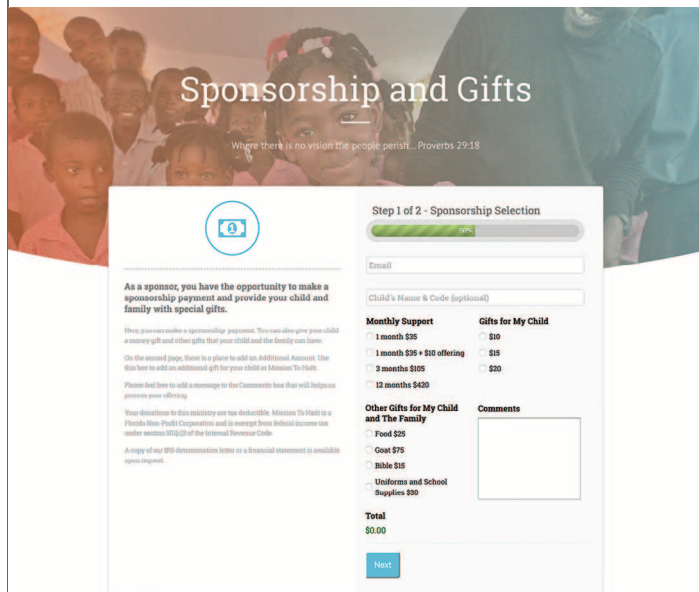 Sponsorship and Gifts
Where there is no vision the people perish... Proverbs 29:18
As a sponsor, you have the opportunity to make a
sponsorship payment and provide your child and
family with special gifts.
Here, you can make a sponsorship payment. You can also give your child
a money gift and other gifts that your child and the family can have.
On the second page, there is a place to add an Additional Amount. Use
this box to add an additional gift for your child or Mission To Haiti.
Please feel free to add a message to the Comments box that will helps us
process your offering.
Your donations to this ministry are tax deductible. Mission To Haiti is a
Florida Non-Profit Corporation and is exempt from federal income tax
under section 501(c)3 of the Internal Revenue Code.
A copy of our IRS determination letter or a financial statement is available
upon request.
Step 1 of 2 - Sponsorship Selection
50%
Email
Child's Name & Code (optional)
Monthly Support
1 month $35
1 month $35 + $10 offering
3 months $105
12 months $420
Gifts for My Child
$10
$15
$20
Other Gifts for My Child
and The Family
Food $25
Goat $75
Bible $15
Uniforms and School
Supplies $30
Comments
Total
$0.00
Next